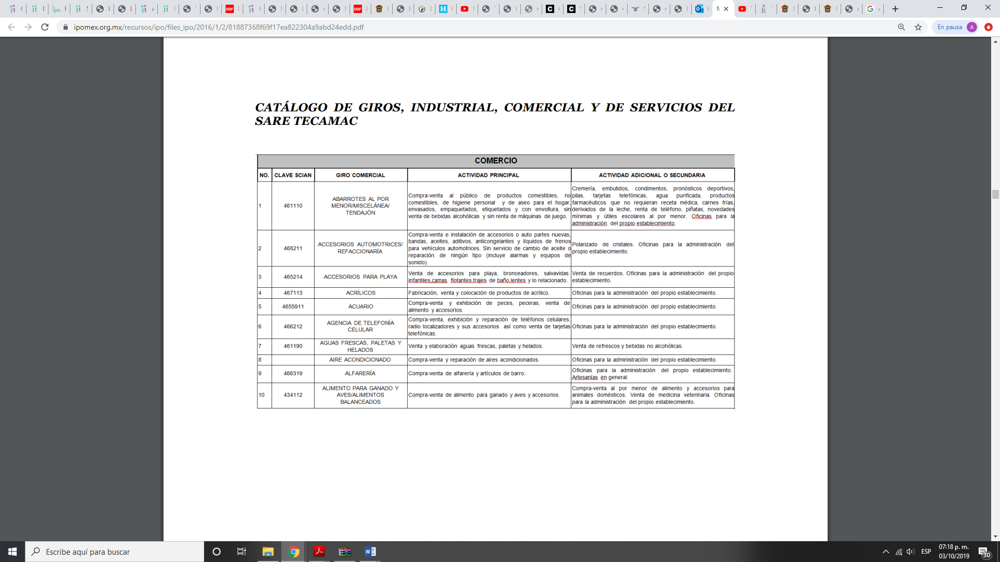 ipomex.org.mx/recursos/ipo/files_ipo/2016/1/2/81887368f69f17ea822304a9abd24edd.pdf
En pausa
A
CATÁLOGO DE GIROS, INDUSTRIAL, COMERCIAL Y DE SERVICIOS DEL
SARE TECAMAC
COMERCIO
NO. CLAVE SCIAN GIRO COMERCIAL ACTIVIDAD PRINCIPAL ACTIVIDAD ADICIONAL O SECUNDARIA
1
461110
ABARROTES AL POR
MENOR/MISCELÁNEA/
TENDAJÓN
Compra-venta al público de productos comestibles, no
comestibles, de higiene personal y de aseo para el hogar,
envasados, empaquetados, etiquetados y con envoltura, sin
venta de bebidas alcohólicas y sin renta de máquinas de juego.
Cremería, embutidos, condimentos, pronósticos deportivos,
pilas, tarjetas telefónicas, agua purificada, productos
farmacéuticos que no requieran receta médica, carnes frías,
derivados de la leche, renta de teléfono, piñatas, novedades
mínimas y útiles escolares al por menor. Oficinas para la
administración del propio establecimiento.
2
468211
ACCESORIOS AUTOMOTRICES/
REFACCIONARÍA
Compra-venta e instalación de accesorios o auto partes nuevas,
bandas, aceites, aditivos, anticongelantes y líquidos de frenos
para vehículos automotrices. Sin servicio de cambio de aceite o
reparación de ningún tipo (incluye alarmas y equipos de
sonido).
Polarizado de cristales. Oficinas para la administración del
propio establecimiento.
3
465214
ACCESORIOS PARA PLAYA
Venta de accesorios para playa, bronceadores, salvavidas
infantiles,camas flotantes,trajes de baño,lentes y lo relacionado.
Venta de recuerdos. Oficinas para la administración del propio
establecimiento.
4
467113
ACRÍLICOS
Fabricación, venta y colocación de productos de acrílico.
Oficinas para la administración del propio establecimiento.
5
4655911
ACUARIO
Compra-venta y exhibición de peces, peceras, venta de
alimento y accesorios.
Oficinas para la administración del propio establecimiento.
6
466212
AGENCIA DE TELEFONÍA
CELULAR
Compra-venta, exhibición y reparación de teléfonos celulares,
radio localizadores y sus accesorios así como venta de tarjetas
telefónicas.
Oficinas para la administración del propio establecimiento.
7
461190
AGUAS FRESCAS, PALETAS Y
HELADOS
Venta y elaboración aguas frescas, paletas y helados.
Venta de refrescos y bebidas no alcohólicas.
8
AIRE ACONDICIONADO
Compra-venta y reparación de aires acondicionados.
Oficinas para la administración del propio establecimiento.
9
466319
ALFARERÍA
Compra-venta de alfarería y artículos de barro.
Oficinas para la administración del propio establecimiento.
Artesanías en general.
10
434112
ALIMENTO PARA GANADO Y
AVES/ALIMENTOS
BALANCEADOS
Compra-venta de alimento para ganado y aves y accesorios.
Compra-venta al por menor de alimento y accesorios para
animales domésticos. Venta de medicina veterinaria. Oficinas
para la administración del propio establecimiento.
Escribe aquí para buscar
ESP
07:18 p. m.
03/10/2019
30